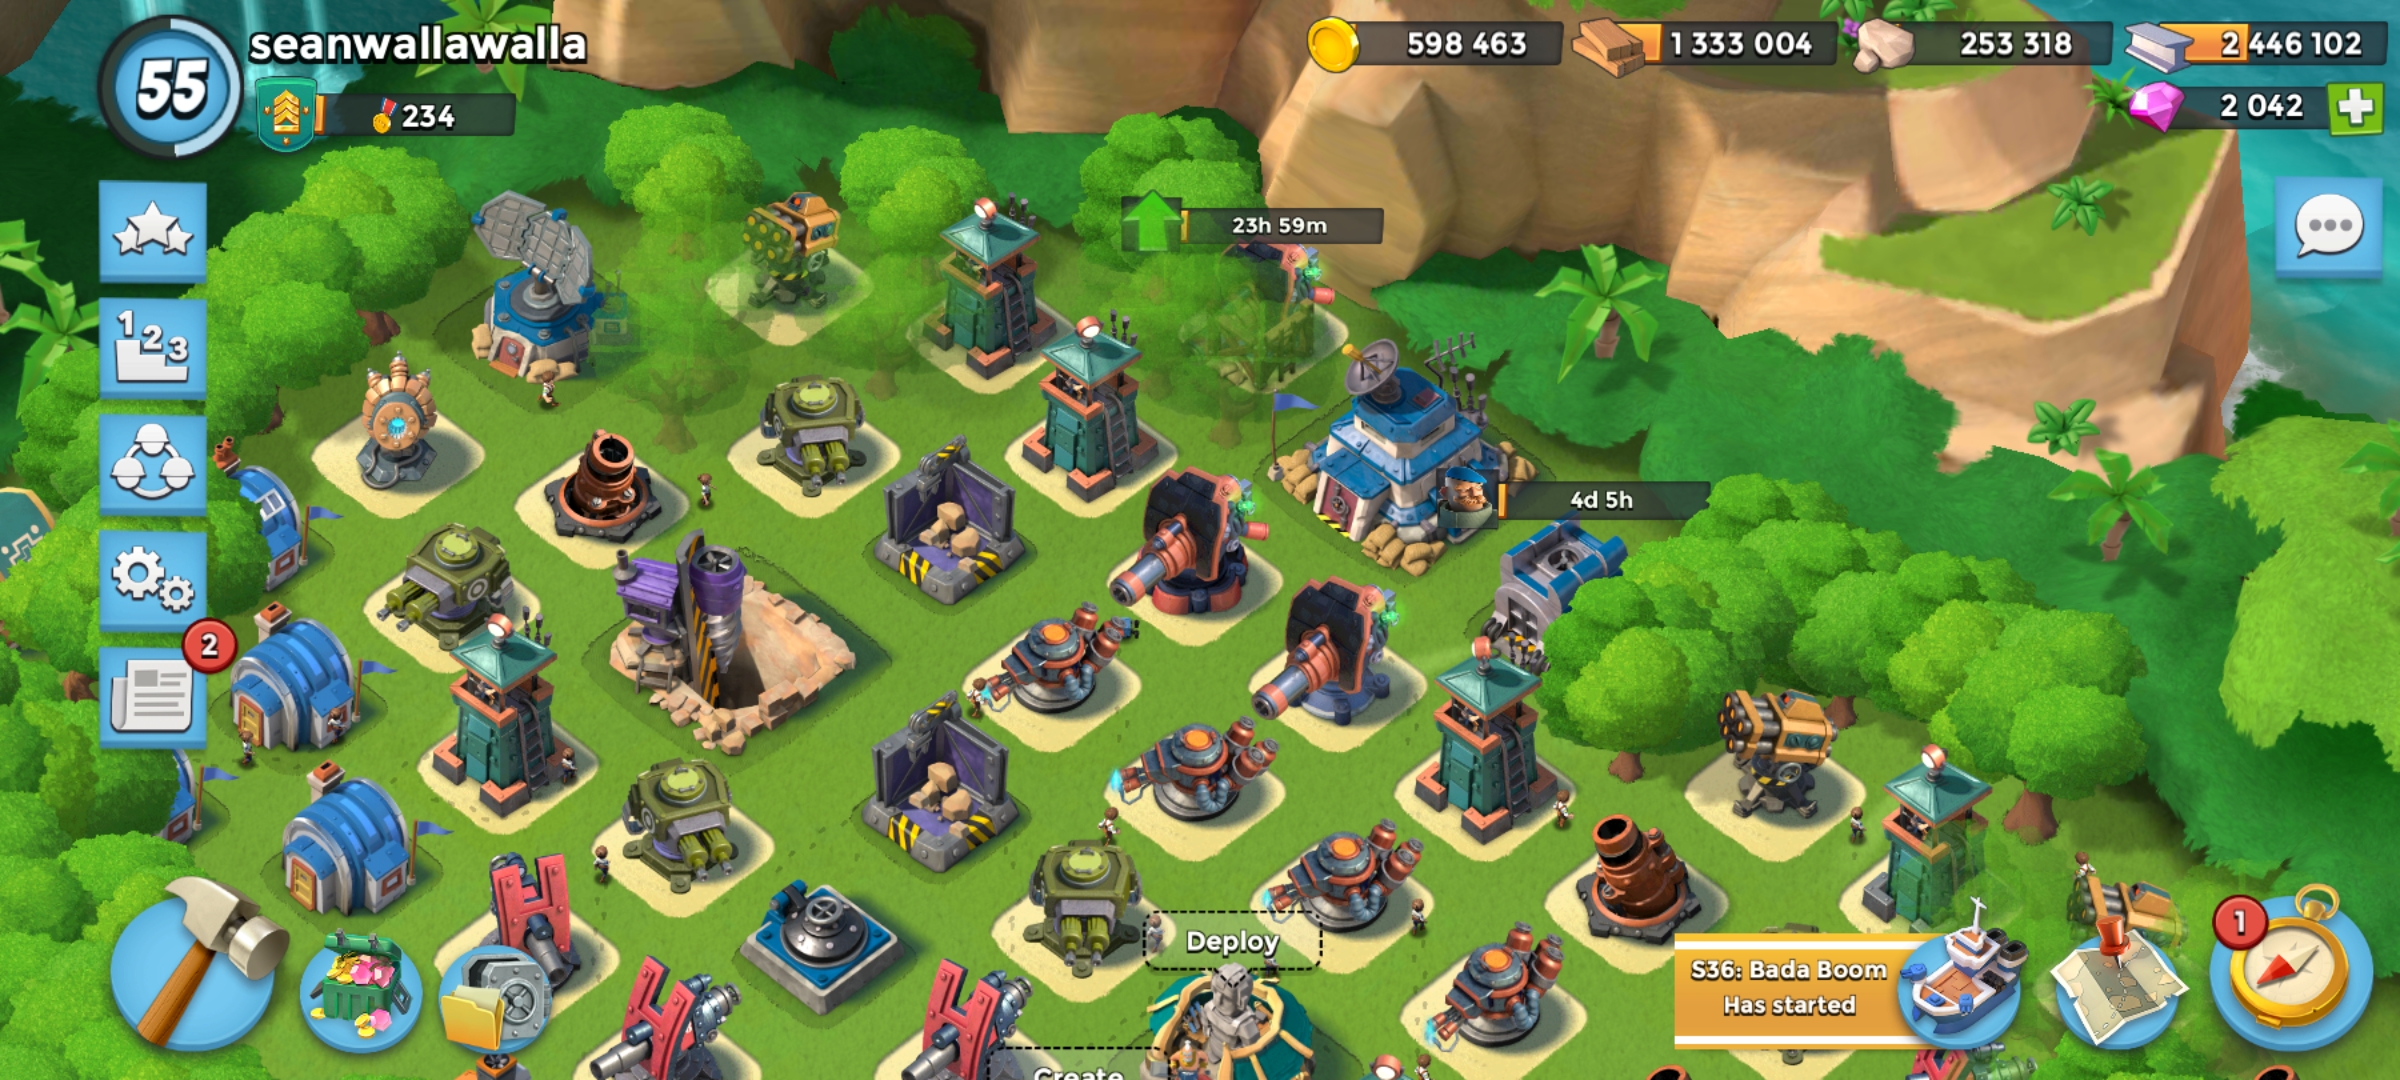 55
seanwallawalla
234
598 463
1 333 004
253 318
2 446 102
2 042
23h 59m
123
4d 5h
2
Deploy
S36: Bada Boom
Has started
1
Create